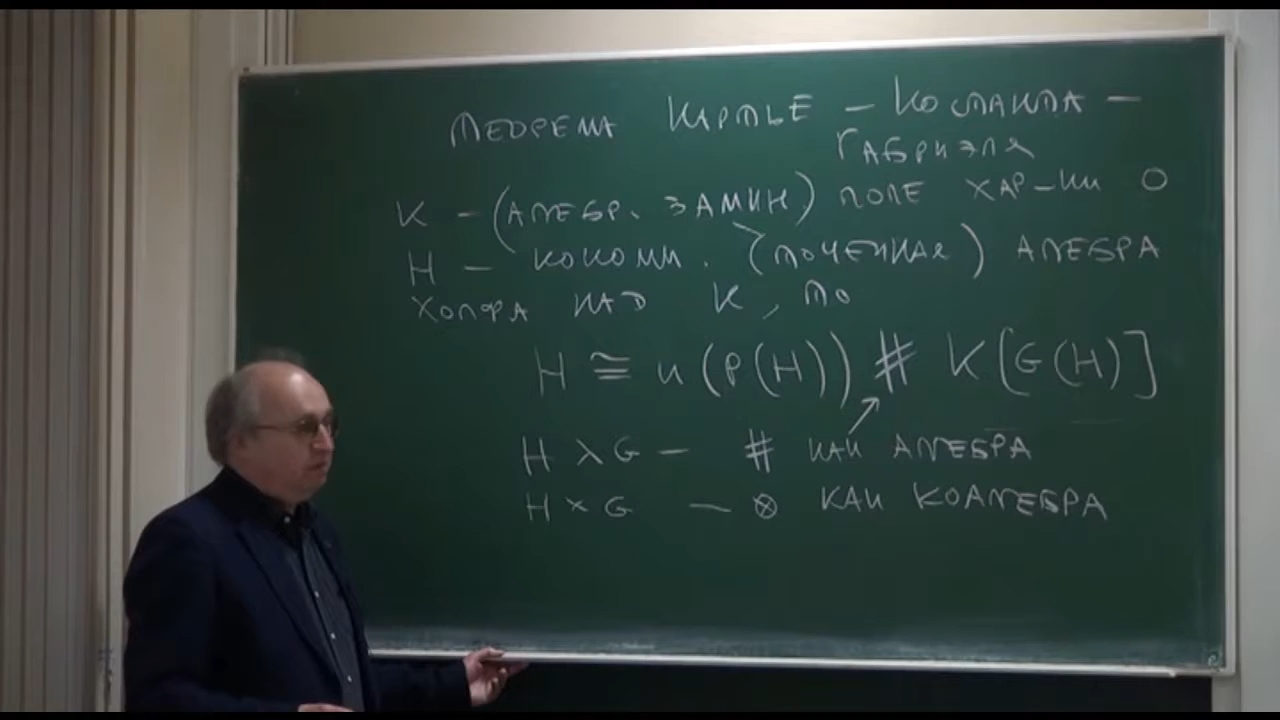 ТЕОРЕМА КАРТЬЕ – КОСТАНТА –
ГАБРИЭЛЯ
K – (АЛГЕБР. ЗАМКН.) ПОЛЕ ХАР-КИ 0
H – КОКОММ. (ТОЧЕЧНАЯ) АЛГЕБРА
ХОПФА НАД K, ТО
H ≅ U(P(H)) # K[G(H)]
H λ G – # КАК АЛГЕБРА
H × G – ⊗ КАК КОАЛГЕБРА